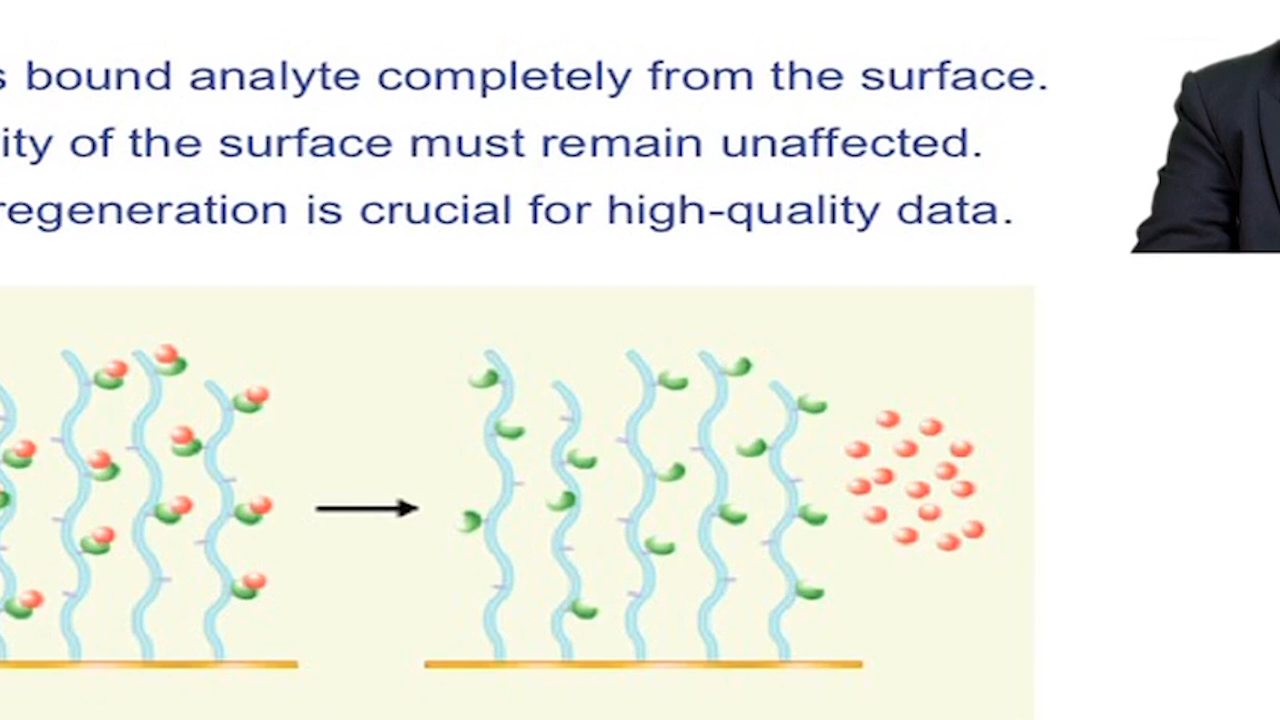 s bound analyte completely from the surface.
ity of the surface must remain unaffected.
regeneration is crucial for high-quality data.